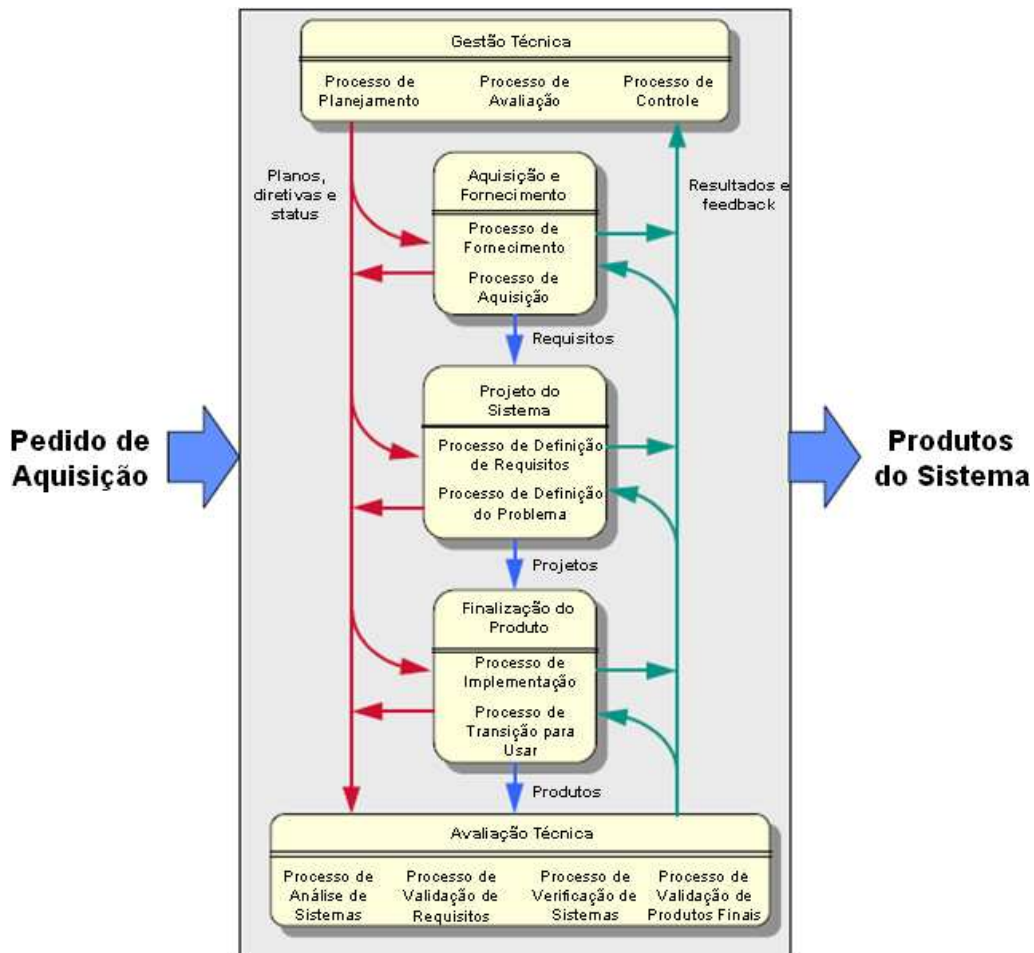 Gestão Técnica
Processo de
Planejamento
Processo de
Avaliação
Processo de
Controle
Planos,
diretivas e
status
Aquisição e
Fornecimento
Processo de
Fornecimento
Processo de
Aquisição
Resultados e
feedback
Requisitos
Pedido de
Aquisição
Projeto do
Sistema
Processo de Definição
de Requisitos
Processo de Definição
do Problema
Produtos
do Sistema
Projetos
Finalização do
Produto
Processo de
Implementação
Processo de
Transição para
Usar
Produtos
Avaliação Técnica
Processo de
Análise de
Sistemas
Processo de
Validação de
Requisitos
Processo de
Verificação de
Sistemas
Processo de
Validação de
Produtos Finais